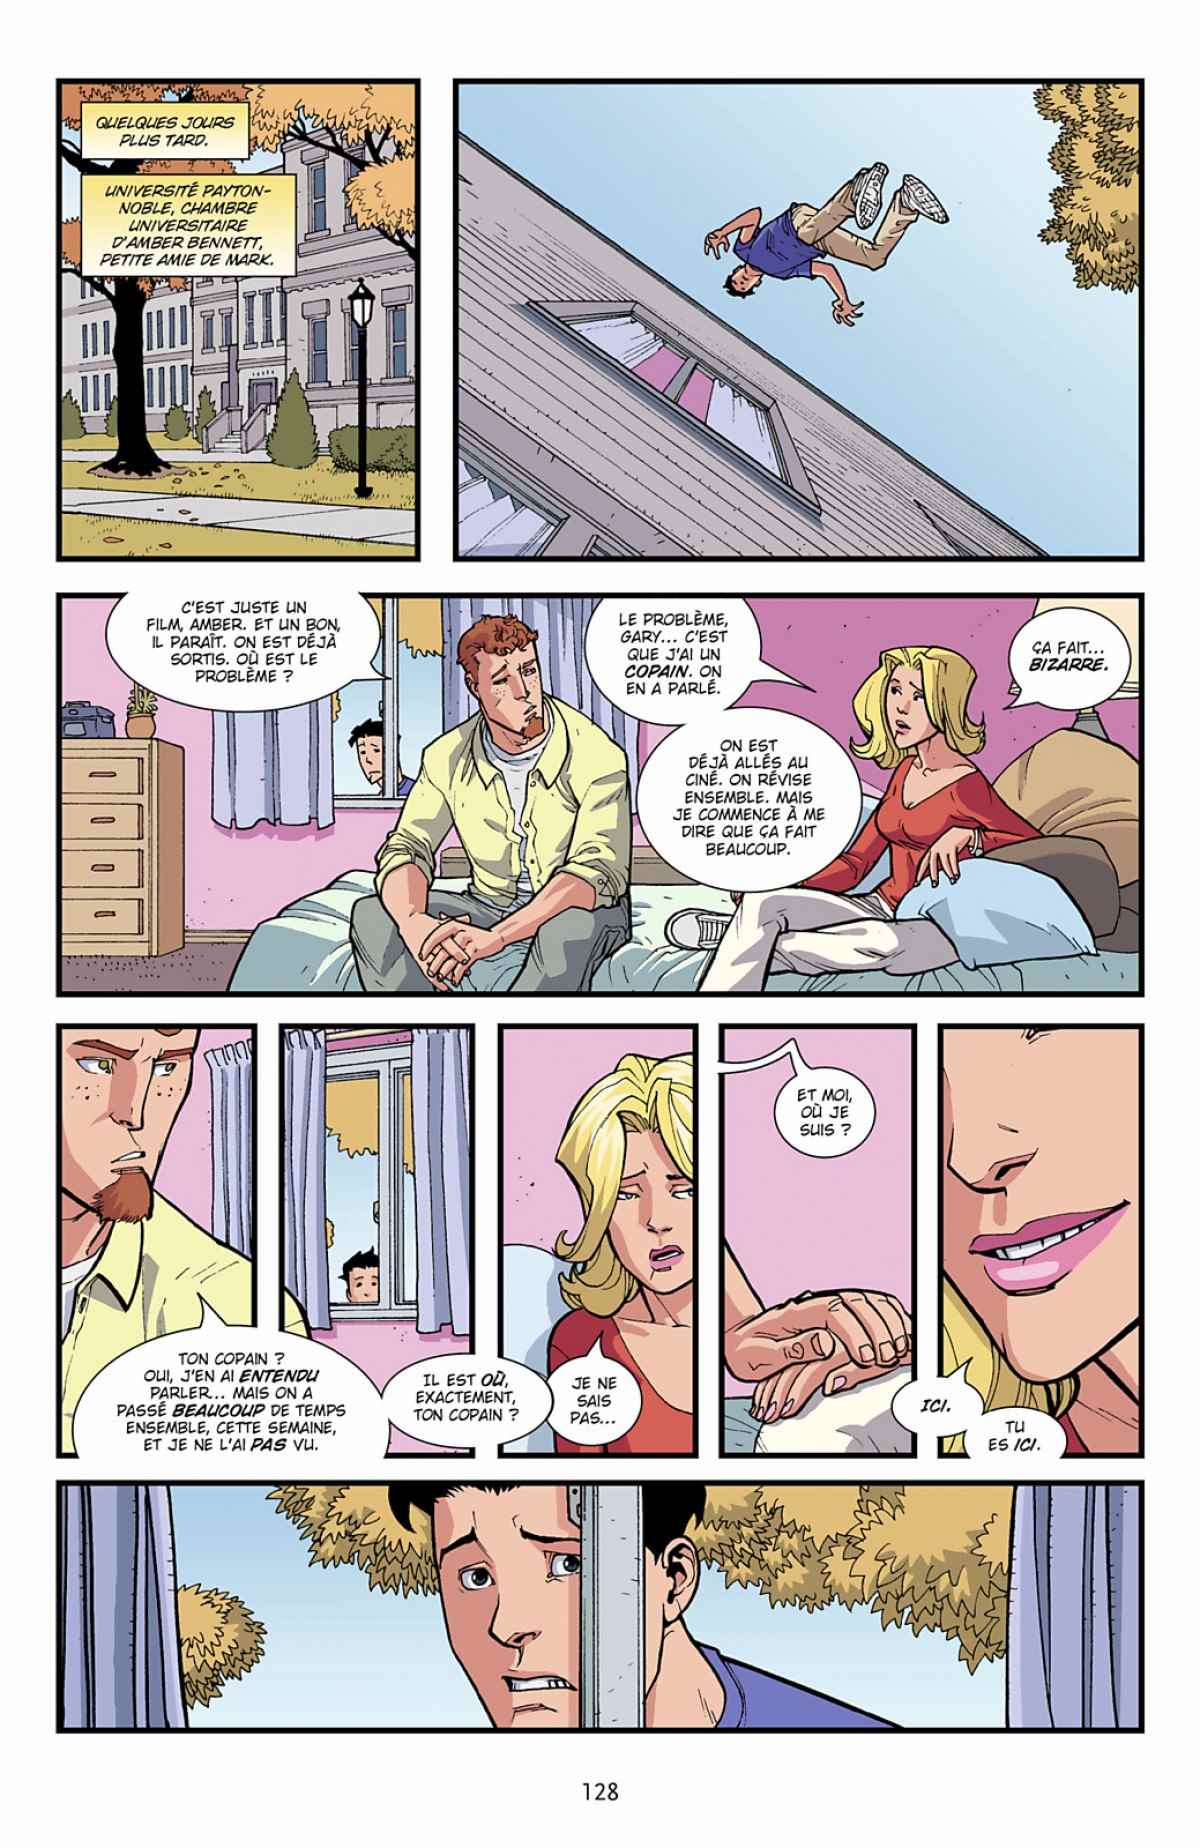 QUELQUES JOURS
PLUS TARD.
UNIVERSITÉ PAYTON-
NOBLE, CHAMBRE
UNIVERSITAIRE
D'AMBER BENNETT,
PETITE AMIE DE MARK.
C'EST JUSTE UN
FILM, AMBER. ET UN BON,
IL PARAÎT. ON EST DÉJÀ
SORTIS. OÙ EST LE
PROBLÈME ?
LE PROBLÈME,
GARY... C'EST
QUE J'AI UN
COPAIN. ON
EN A PARLÉ.
ON EST
DÉJÀ ALLÉS AU
CINÉ. ON RÉVISE
ENSEMBLE. MAIS
JE COMMENCE À ME
DIRE QUE ÇA FAIT
BEAUCOUP.
ÇA FAIT...
BIZARRE.
TON COPAIN ?
OUI, J'EN AI ENTENDU
PARLER... MAIS ON A
PASSÉ BEAUCOUP DE TEMPS
ENSEMBLE, CETTE SEMAINE,
ET JE NE L'AI PAS VU.
IL EST OÙ,
EXACTEMENT,
TON COPAIN ?
JE NE
SAIS
PAS...
ET MOI,
OÙ JE
SUIS ?
ICI.
TU
ES ICI.
128